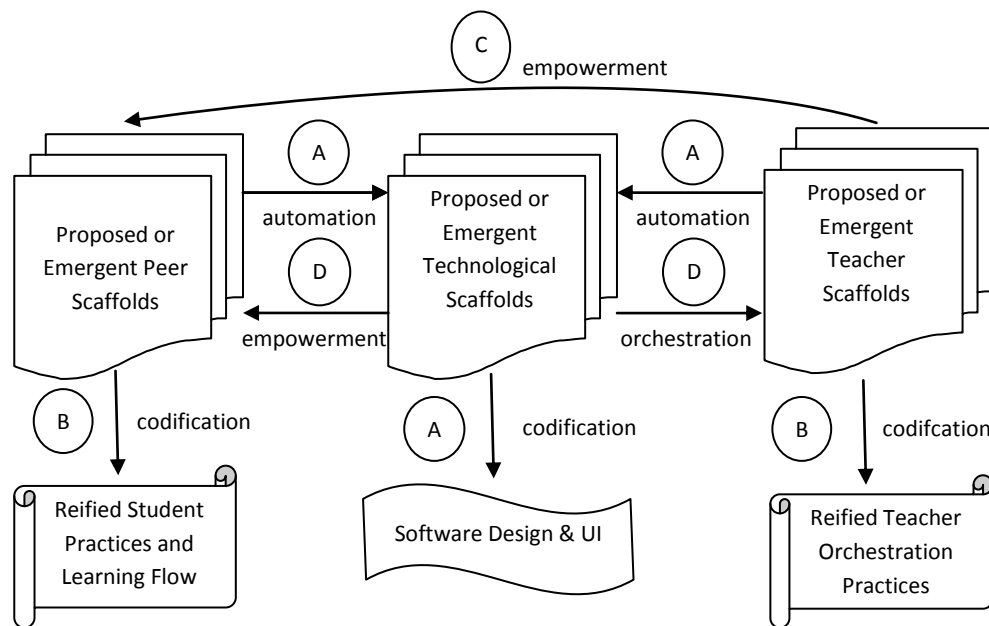 C
empowerment
A
A
automation
automation
Proposed or
Emergent Peer
Scaffolds
Proposed or
Emergent
Technological
Scaffolds
Proposed or
Emergent
Teacher
Scaffolds
D
D
empowerment
orchestration
B
codification
A
codification
B
codifcation
Reified Student
Practices and
Learning Flow
Software Design & UI
Reified Teacher
Orchestration
Practices